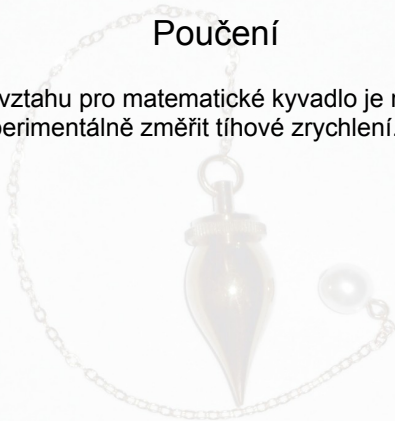 Poučení
vztahu pro matematické kyvadlo je
perimentálně změřit tíhové zrychlení.